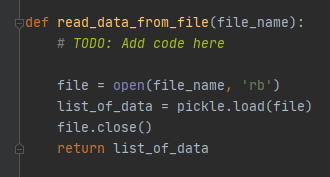 def read_data_from_file(file_name):
    # TODO: Add code here
    file = open(file_name, 'rb')
    list_of_data = pickle.load(file)
    file.close()
    return list_of_data